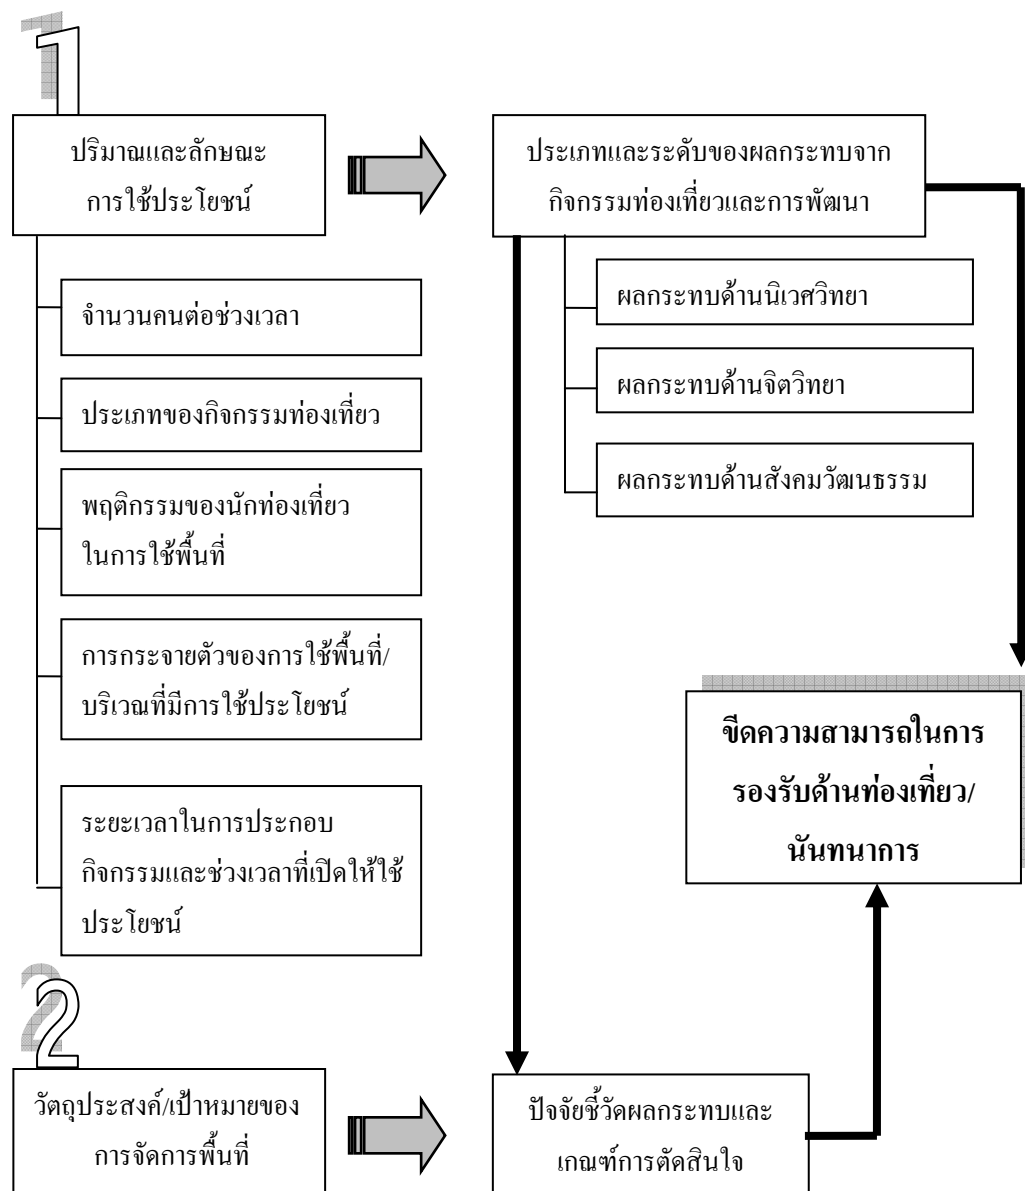 1
ปริมาณและลักษณะ
การใช้ประโยชน์
ประเภทและระดับของผลกระทบจาก
กิจกรรมท่องเที่ยวและการพัฒนา
จำนวนคนต่อช่วงเวลา
ประเภทของกิจกรรมท่องเที่ยว
พฤติกรรมของนักท่องเที่ยว
ในการใช้พื้นที่
การกระจายตัวของการใช้พื้นที่/
บริเวณที่มีการใช้ประโยชน์
ระยะเวลาในการประกอบ
กิจกรรมและช่วงเวลาที่เปิดให้ใช้
ประโยชน์
ผลกระทบด้านนิเวศวิทยา
ผลกระทบด้านจิตวิทยา
ผลกระทบด้านสังคมวัฒนธรรม
ขีดความสามารถในการ
รองรับด้านท่องเที่ยว/
นันทนาการ
2
วัตถุประสงค์/เป้าหมายของ
การจัดการพื้นที่
ปัจจัยชี้วัดผลกระทบและ
เกณฑ์การตัดสินใจ